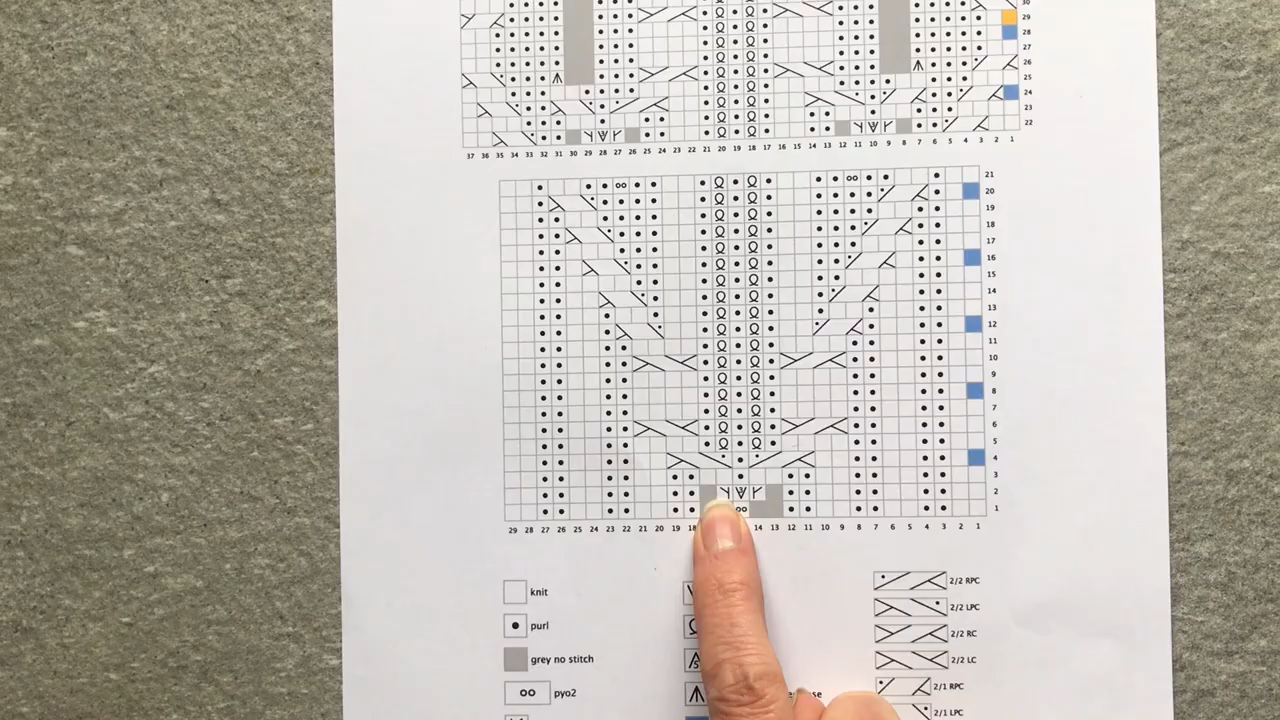 30
29
28
27
26
25
24
23
22
37 36 35 34 33 32 31 30 29 28 27 26 25 24 23 22 21 20 19 18 17 16 15 14 13 12 11 10 9 8 7 6 5 4 3 2 1
21
20
19
18
17
16
15
14
13
12
11
10
9
8
7
6
5
4
3
2
1
29 28 27 26 25 24 23 22 21 20 19 18 14 13 12 11 10 9 8 7 6 5 4 3 2 1
knit
purl
grey no stitch
pyo2
2/2 RPC
2/2 LPC
2/2 RC
2/2 LC
2/1 RPC
2/1 LPC